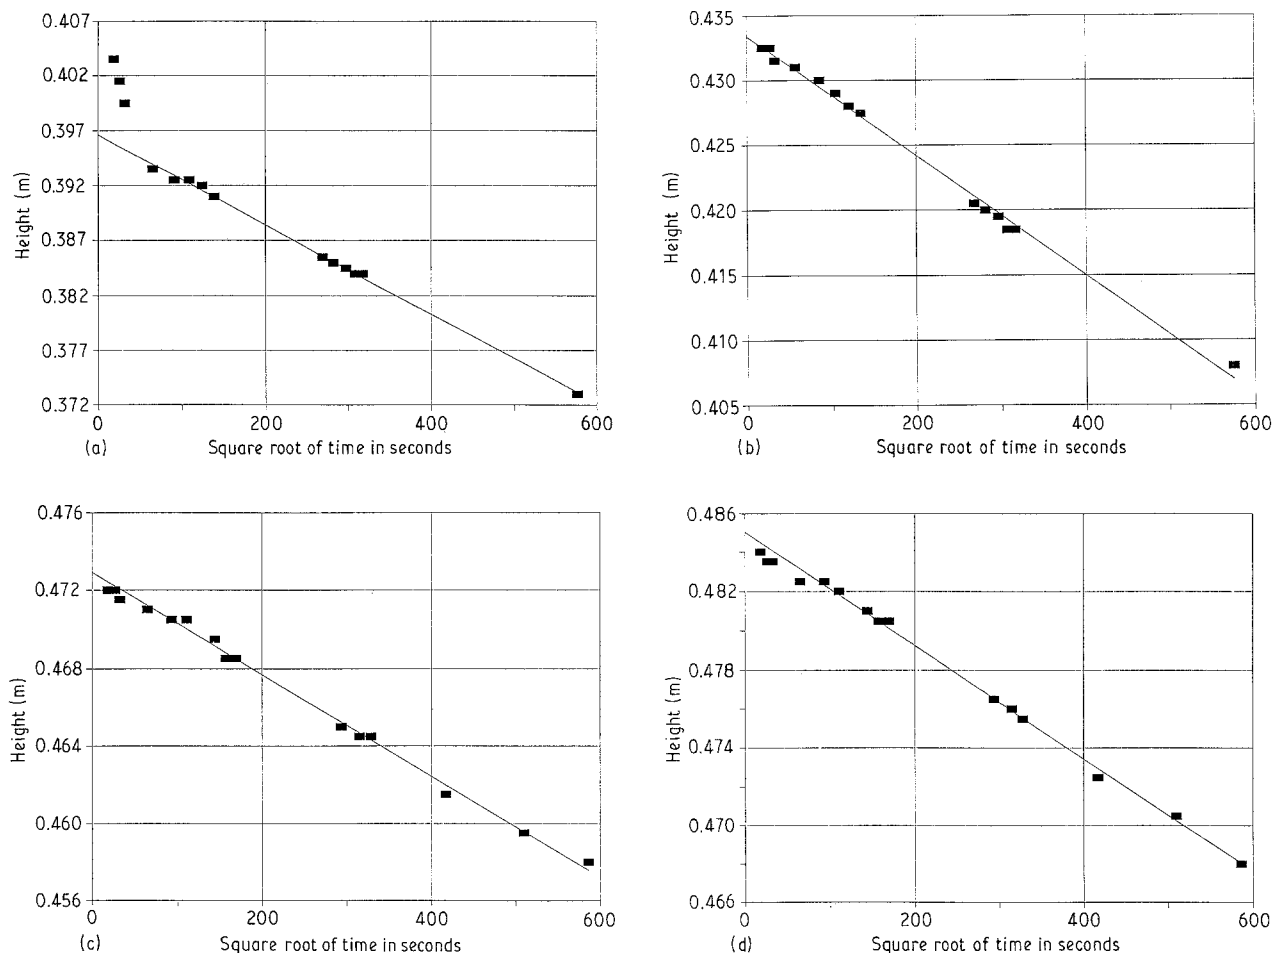 0.407
0.402
0.397
0.392
0.387
0.382
0.377
0.372
Height (m)
0 200 400 600
(a) Square root of time in seconds
0.435
0.430
0.425
0.420
0.415
0.410
0.405
Height (m)
0 200 400 600
(b) Square root of time in seconds
0.476
0.472
0.468
0.464
0.460
0.456
Height (m)
0 200 400 600
(c) Square root of time in seconds
0.486
0.482
0.478
0.474
0.470
0.466
Height (m)
0 200 400 600
(d) Square root of time in seconds